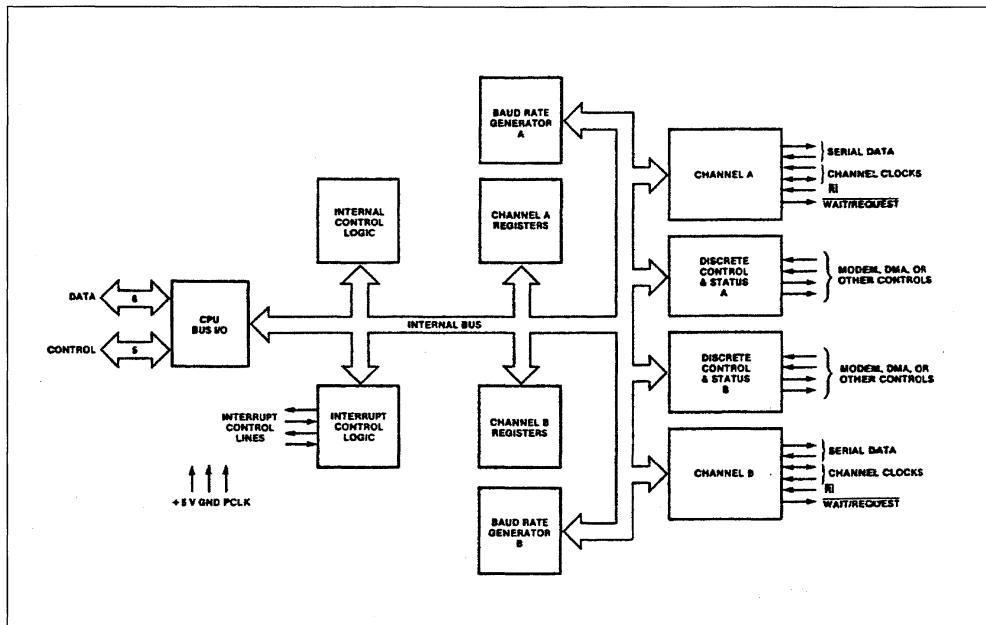 BAUD RATE
GENERATOR
A
CHANNEL A
SERIAL DATA
CHANNEL CLOCKS
RI
WAIT/REQUEST
INTERNAL
CONTROL
LOGIC
CHANNEL A
REGISTERS
DISCRETE
CONTROL
& STATUS
A
MODEM, DMA, OR
OTHER CONTROLS
DATA
CPU
BUS I/O
INTERNAL BUS
CONTROL
5
DISCRETE
CONTROL
& STATUS
B
MODEM, DMA, OR
OTHER CONTROLS
INTERRUPT
CONTROL
LINES
INTERRUPT
CONTROL
LOGIC
CHANNEL B
REGISTERS
CHANNEL B
SERIAL DATA
CHANNEL CLOCKS
RI
WAIT/REQUEST
+5 V GND PCLK
BAUD RATE
GENERATOR
B